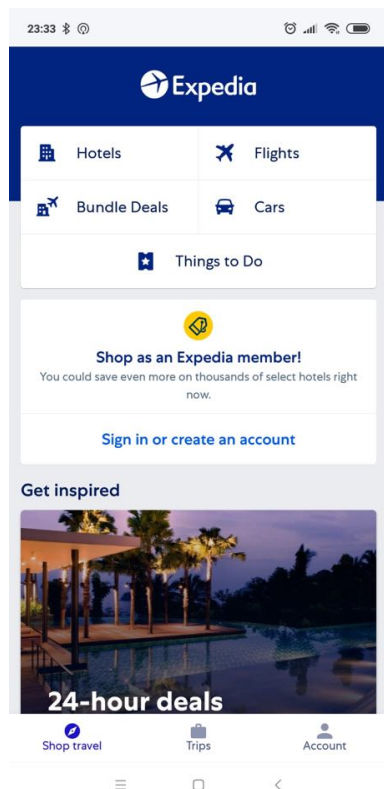 23:33
Expedia
Hotels
Flights
Bundle Deals
Cars
Things to Do
Shop as an Expedia member!
You could save even more on thousands of select hotels right
now.
Sign in or create an account
Get inspired
24-hour deals
Shop travel
Trips
Account